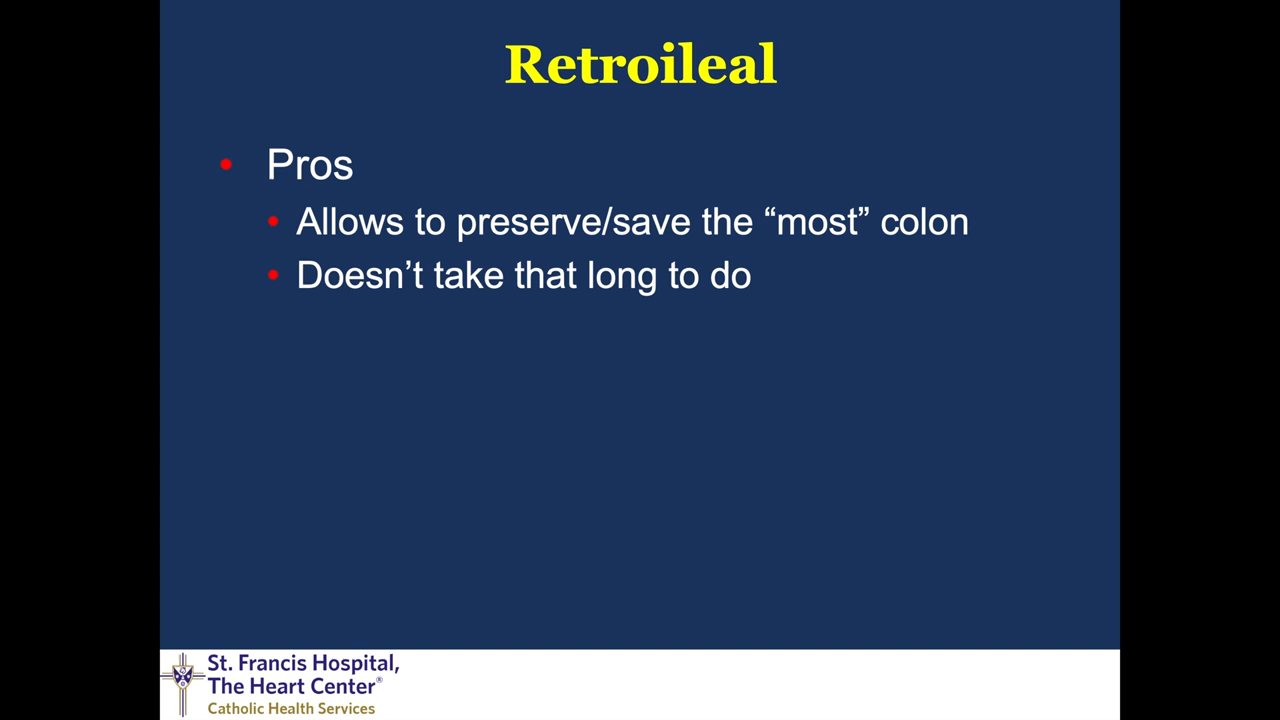 Retroileal
• Pros
• Allows to preserve/save the “most” colon
• Doesn’t take that long to do
St. Francis Hospital,
The Heart Center®
Catholic Health Services